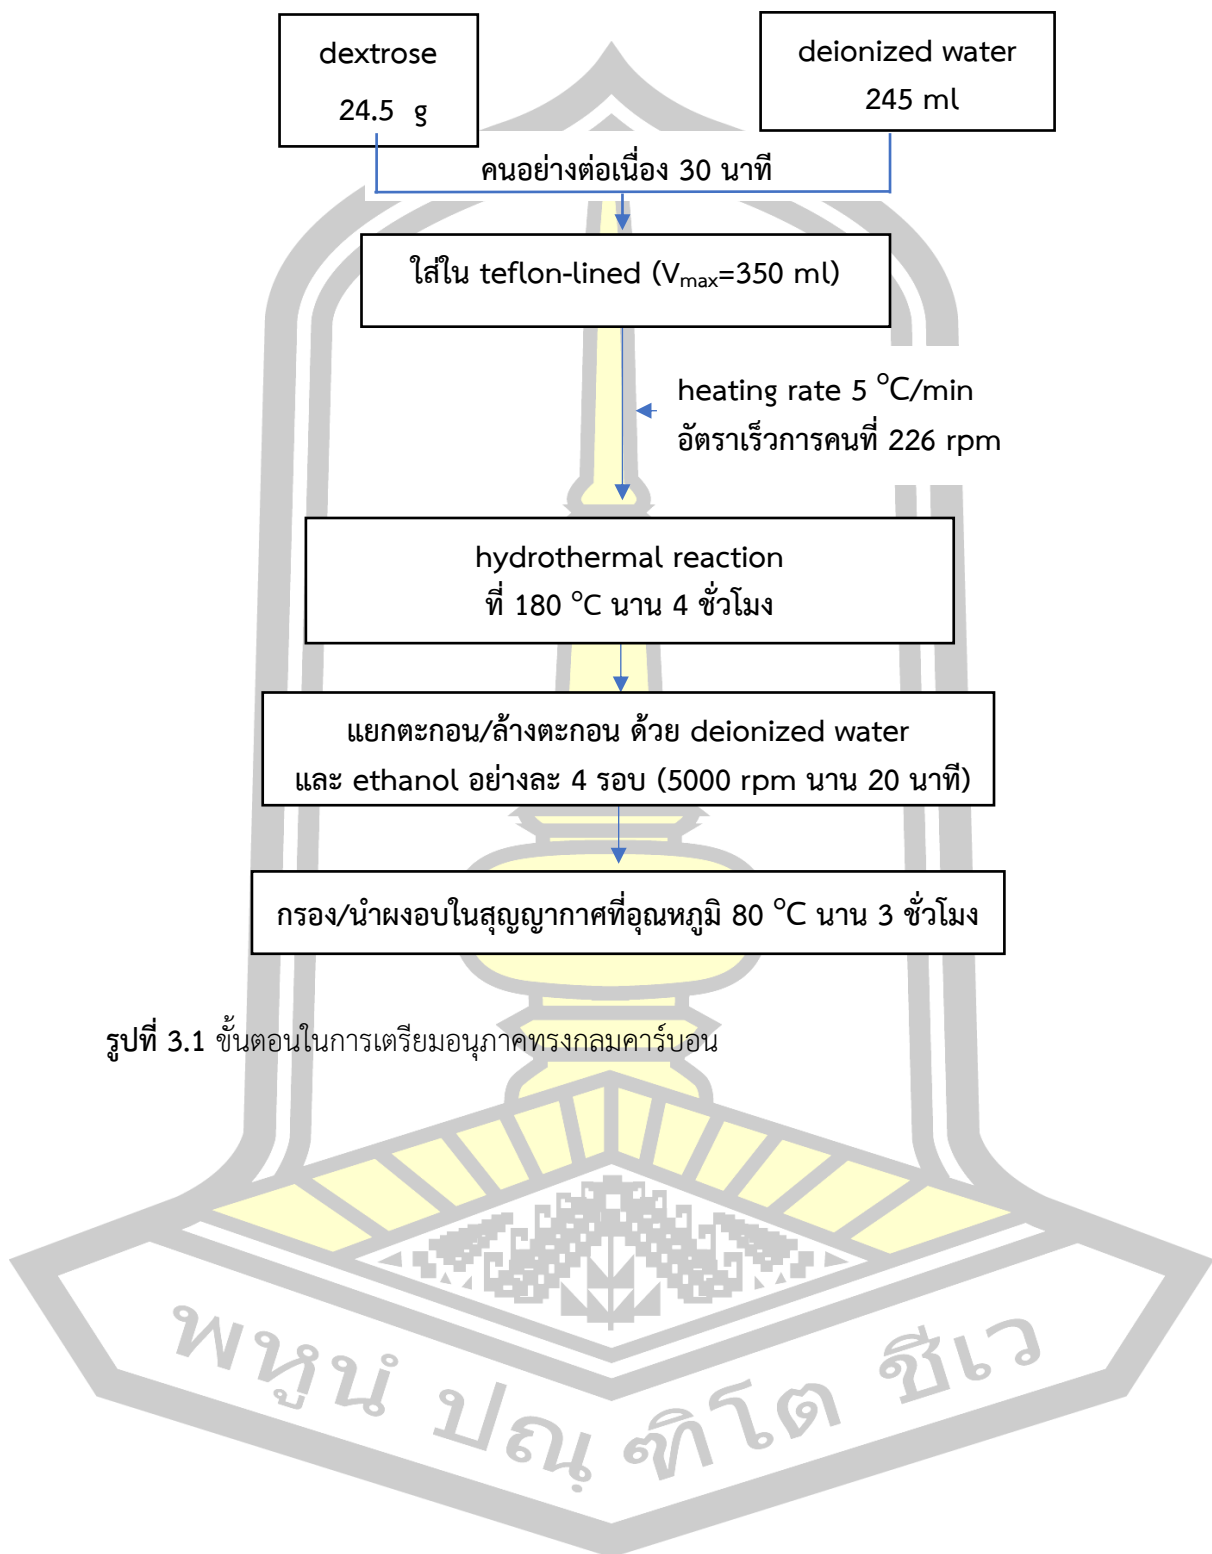 dextrose
24.5 g
deionized water
245 ml
คนอย่างต่อเนื่อง 30 นาที
ใส่ใน teflon-lined (Vmax=350 ml)
heating rate 5 °C/min
อัตราเร็วการคนที่ 226 rpm
hydrothermal reaction
ที่ 180 °C นาน 4 ชั่วโมง
แยกตะกอน/ล้างตะกอน ด้วย deionized water
และ ethanol อย่างละ 4 รอบ (5000 rpm นาน 20 นาที)
กรอง/นำผงอบในสุญญากาศที่อุณหภูมิ 80 °C นาน 3 ชั่วโมง
รูปที่ 3.1 ขั้นตอนในการเตรียมอนุภาคทรงกลมคาร์บอน
พหูนํ ปณฺฑิโต ชีเว